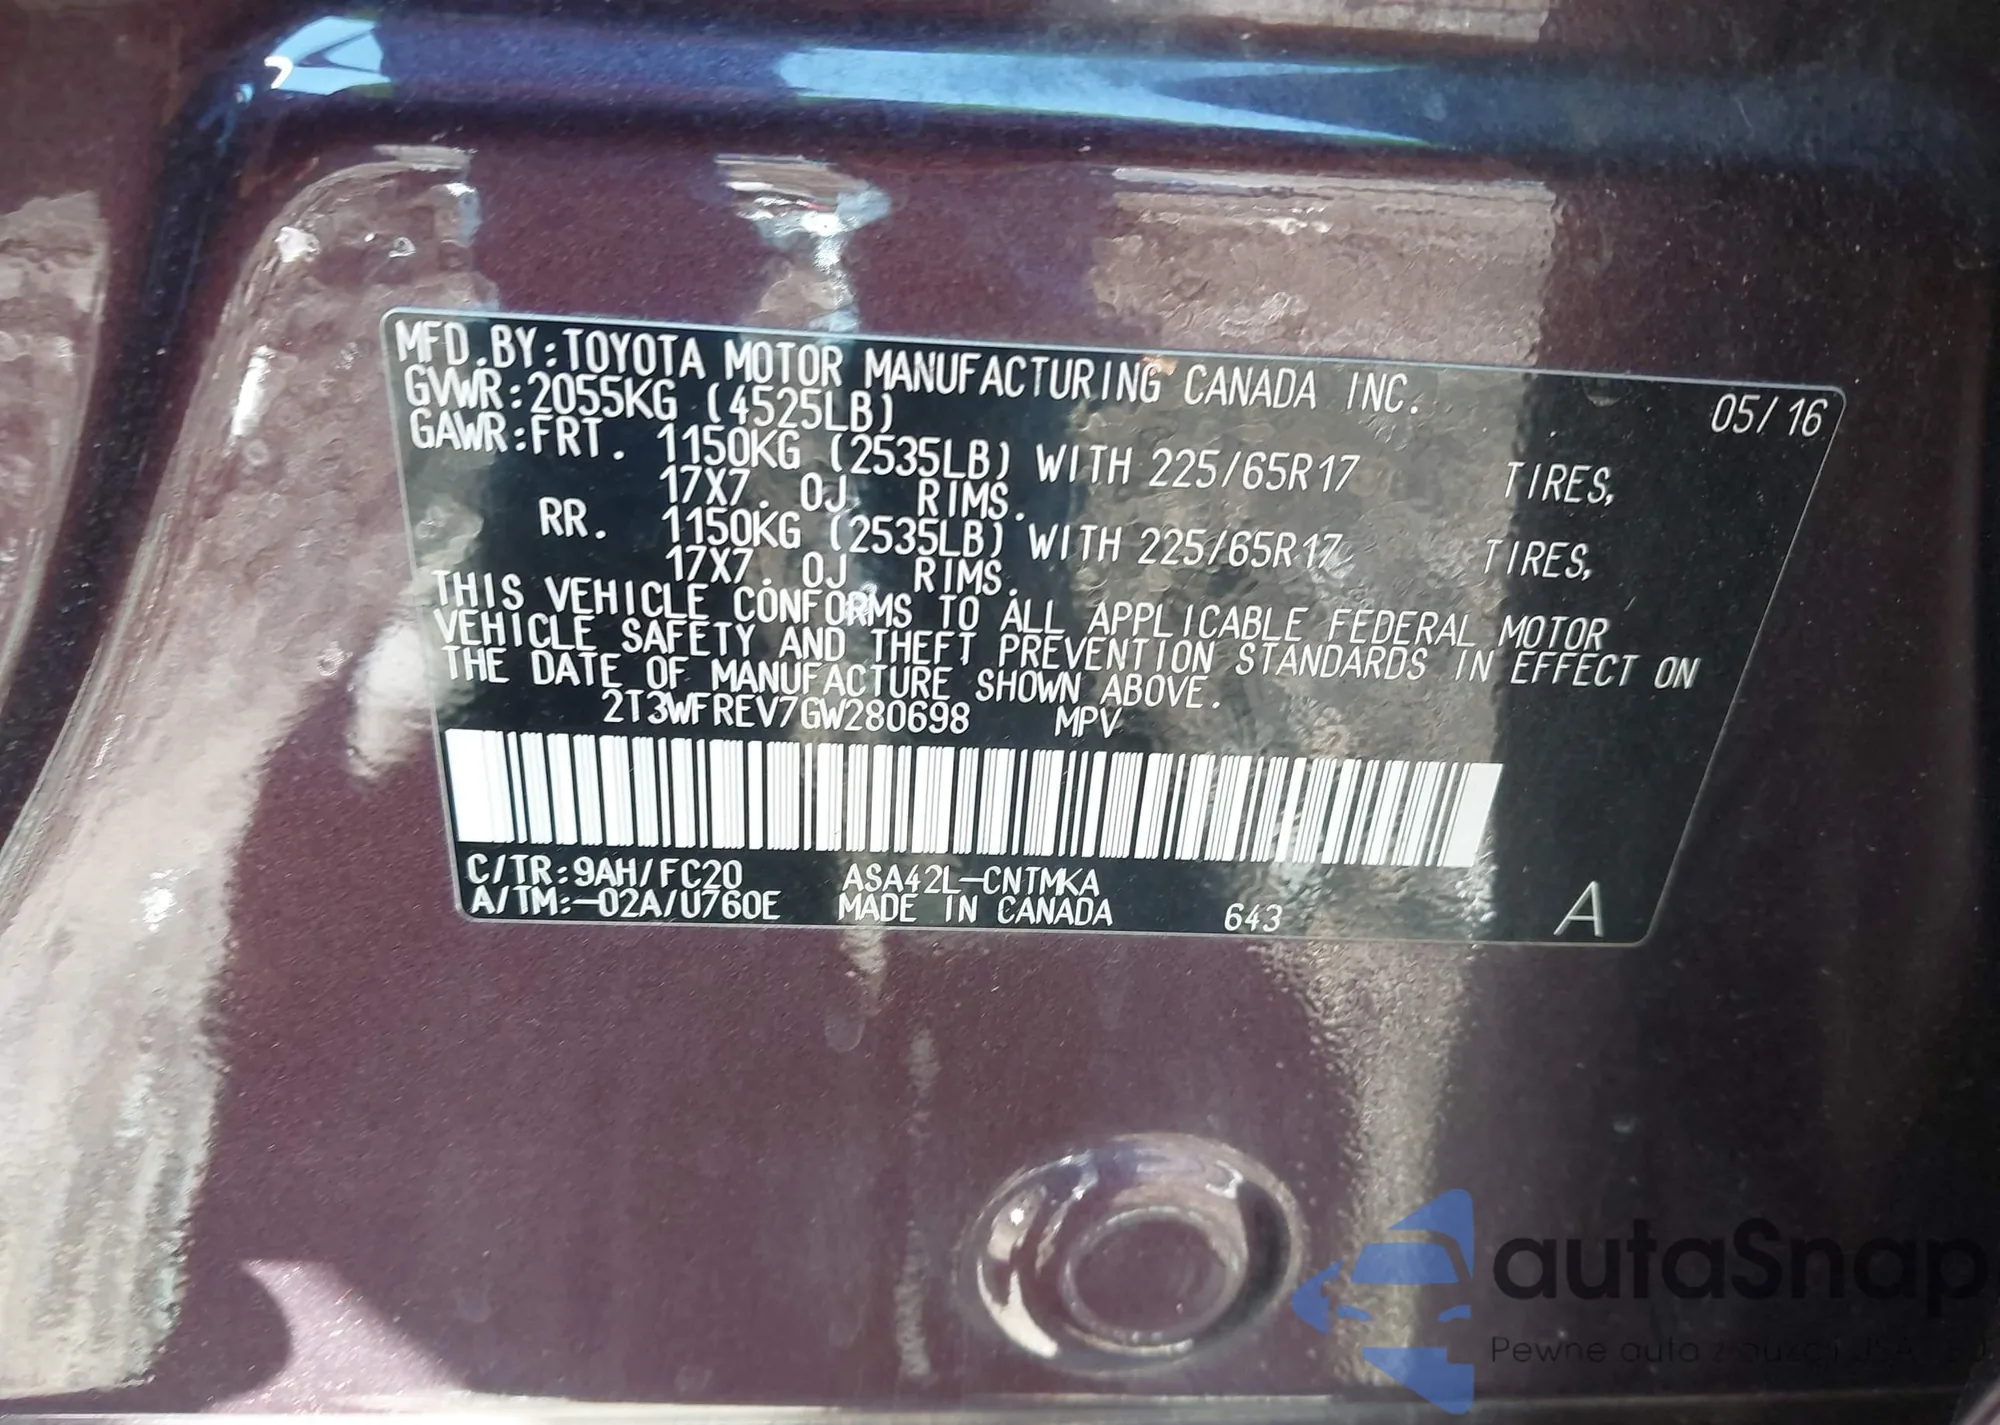 MFD.BY:TOYOTA MOTOR MANUFACTURING CANADA INC. 05/16
GVWR:2055KG (4525LB)
GAWR:FRT. 1150KG (2535LB) WITH 225/65R17 TIRES,
17X7.0J RIMS.
RR. 1150KG (2535LB) WITH 225/65R17 TIRES,
17X7.0J RIMS.
THIS VEHICLE CONFORMS TO ALL APPLICABLE FEDERAL MOTOR
VEHICLE SAFETY AND THEFT PREVENTION STANDARDS IN EFFECT ON
THE DATE OF MANUFACTURE SHOWN ABOVE.
2T3WFREV7GW280698 MPV
C/TR:9AH/FC20 ASA42L-CNTMKA
A/TM:-02A/U760E MADE IN CANADA 643 A
autaSnap
Pewne auta z